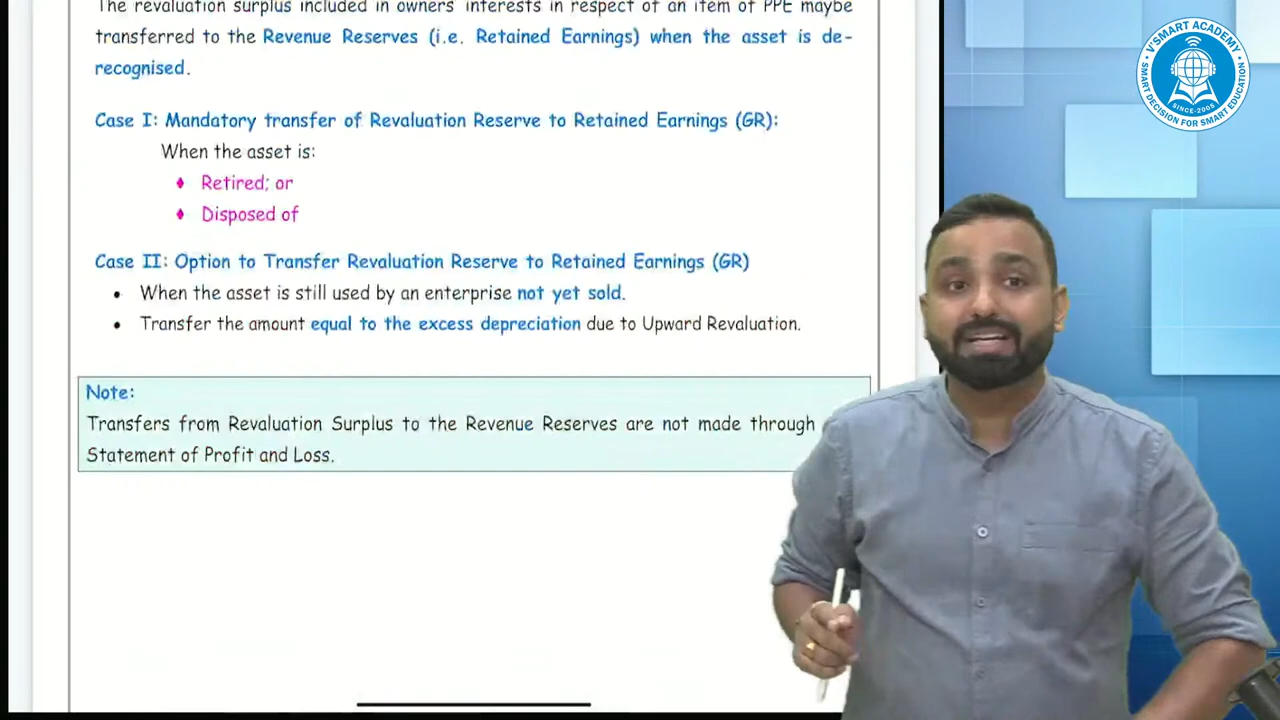 The revaluation surplus included in owners' interests in respect of an item of PPE maybe
transferred to the Revenue Reserves (i.e. Retained Earnings) when the asset is de-
recognised.
Case I: Mandatory transfer of Revaluation Reserve to Retained Earnings (GR):
When the asset is:
♦ Retired; or
♦ Disposed of
Case II: Option to Transfer Revaluation Reserve to Retained Earnings (GR)
• When the asset is still used by an enterprise not yet sold.
• Transfer the amount equal to the excess depreciation due to Upward Revaluation.
Note:
Transfers from Revaluation Surplus to the Revenue Reserves are not made through
Statement of Profit and Loss.
V'SMART ACADEMY
SINCE-2005
SMART DECISION FOR SMART EDUCATION